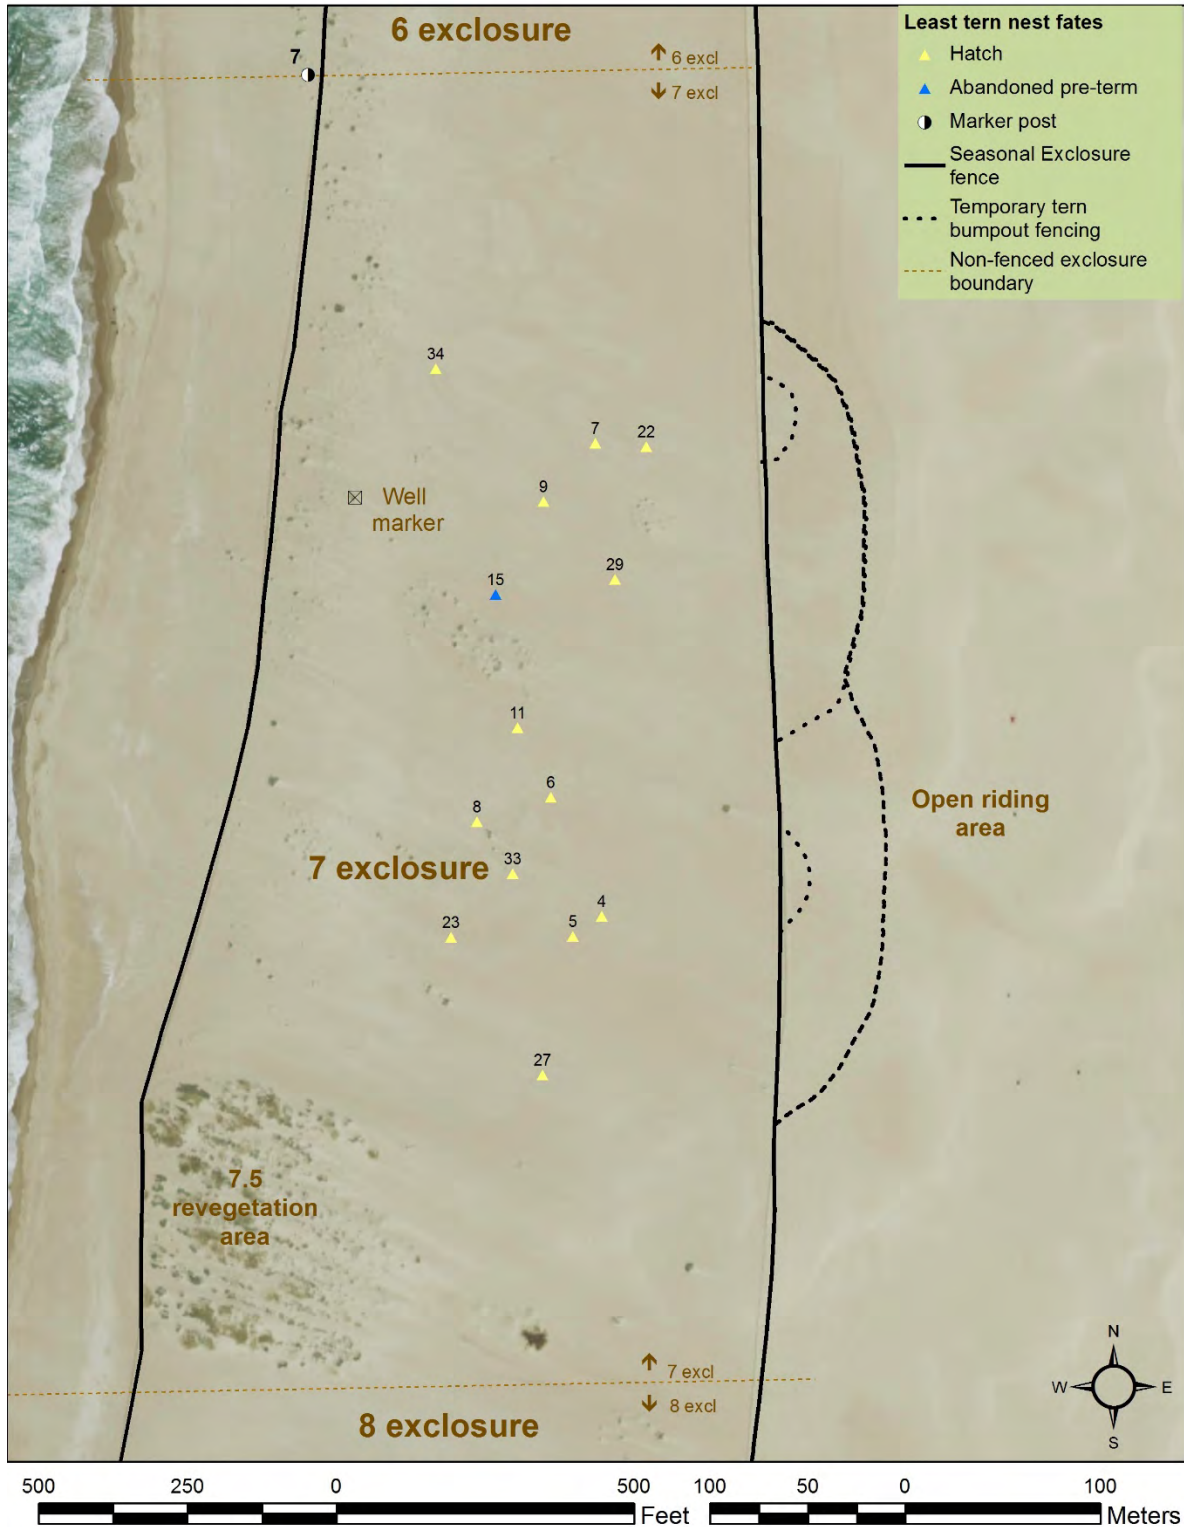 6 exclosure
Least tern nest fates
Hatch
Abandoned pre-term
Marker post
Seasonal Exclosure
fence
Temporary tern
bumpout fencing
Non-fenced exclosure
boundary
7
6 excl
7 excl
34
7
22
9
Well
marker
29
15
11
6
8
Open riding
area
33
7 exclosure
4
23
5
27
7.5
revegetation
area
N
W E
S
7 excl
8 excl
8 exclosure
500 250 0 500 Feet
100 50 0 100 Meters